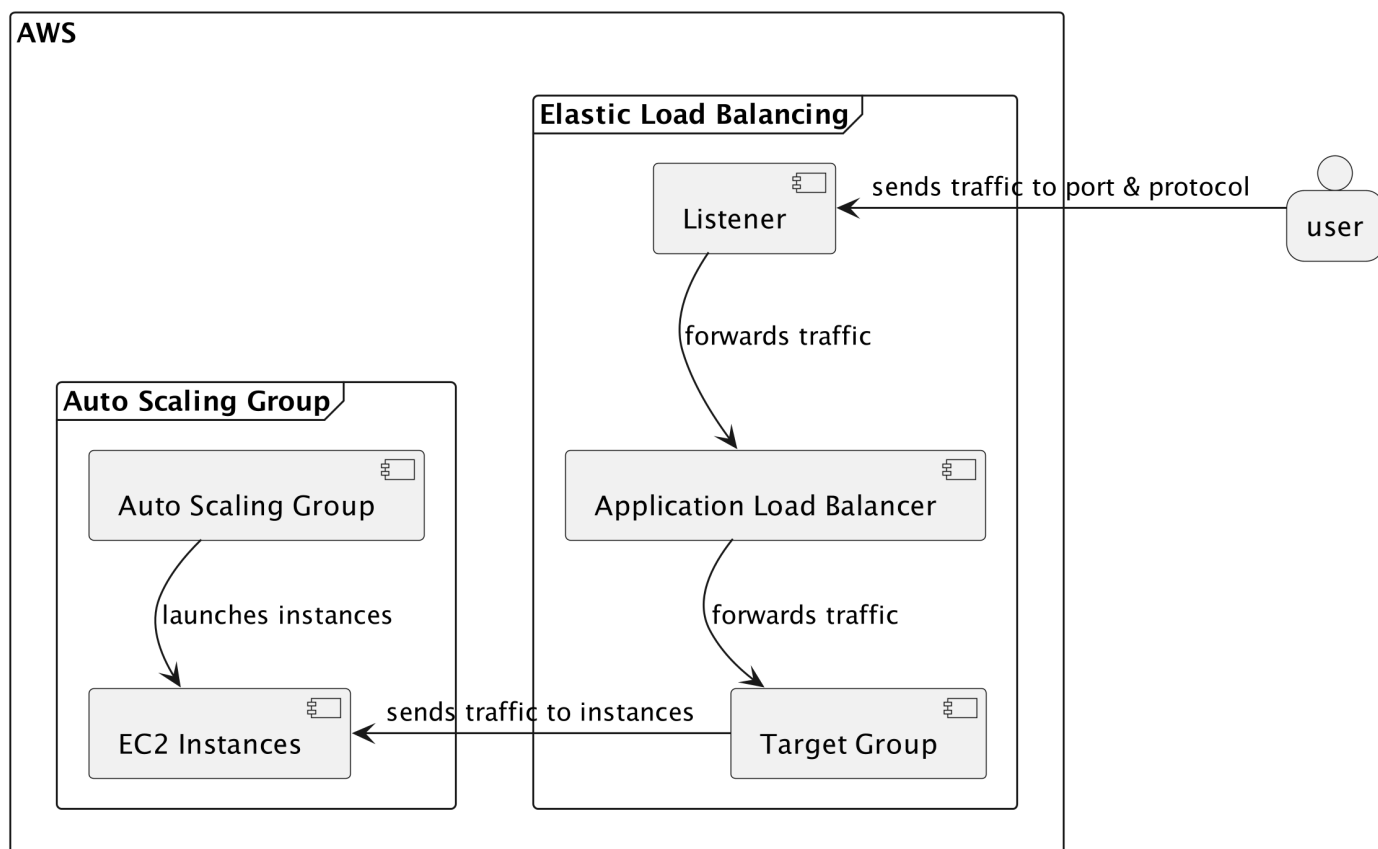 AWS
Elastic Load Balancing
Listener
sends traffic to port & protocol
user
forwards traffic
Auto Scaling Group
Auto Scaling Group
Application Load Balancer
launches instances
forwards traffic
EC2 Instances
sends traffic to instances
Target Group